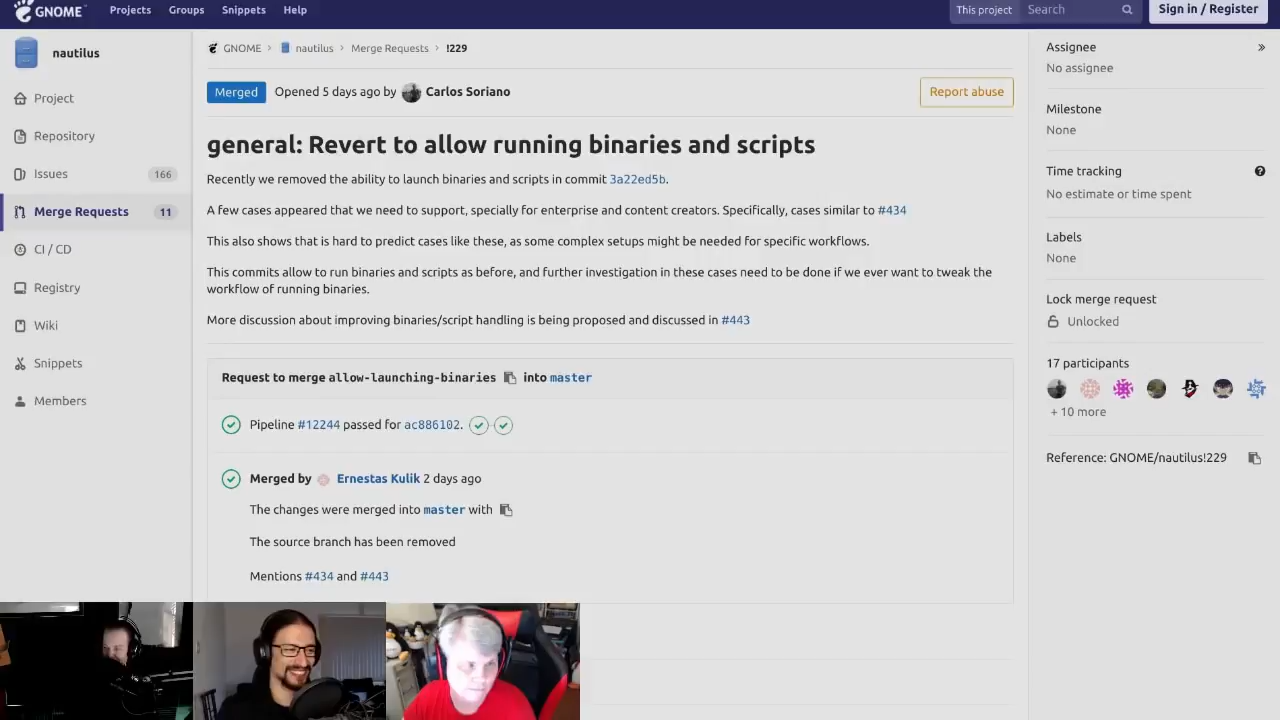 GNOME
Projects
Groups
Snippets
Help
This project
Search
Sign in / Register
nautilus
Project
Repository
Issues 166
Merge Requests 11
CI / CD
Registry
Wiki
Snippets
Members
GNOME > nautilus > Merge Requests > !229
Merged Opened 5 days ago by Carlos Soriano
Report abuse
general: Revert to allow running binaries and scripts
Recently we removed the ability to launch binaries and scripts in commit 3a22ed5b.
A few cases appeared that we need to support, specially for enterprise and content creators. Specifically, cases similar to #434
This also shows that is hard to predict cases like these, as some complex setups might be needed for specific workflows.
This commits allow to run binaries and scripts as before, and further investigation in these cases need to be done if we ever want to tweak the
workflow of running binaries.
More discussion about improving binaries/script handling is being proposed and discussed in #443
Request to merge allow-launching-binaries into master
Pipeline #12244 passed for ac886102.
Merged by Ernestas Kulik 2 days ago
The changes were merged into master with
The source branch has been removed
Mentions #434 and #443
Assignee »
No assignee
Milestone
None
Time tracking ?
No estimate or time spent
Labels
None
Lock merge request
Unlocked
17 participants
+ 10 more
Reference: GNOME/nautilus!229